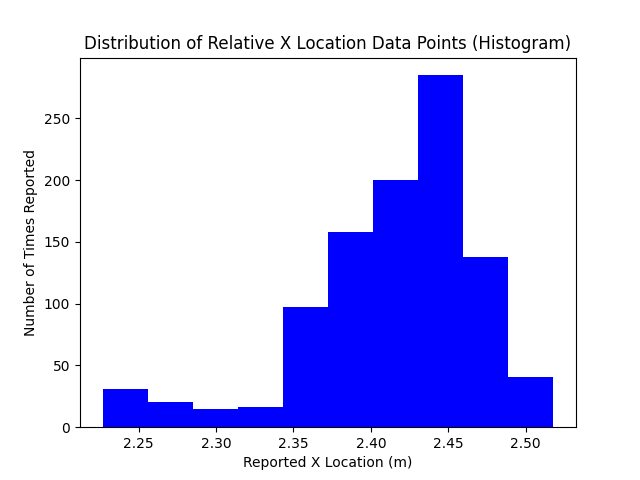 Distribution of Relative X Location Data Points (Histogram)
Number of Times Reported
250
200
150
100
50
0
2.25 2.30 2.35 2.40 2.45 2.50
Reported X Location (m)